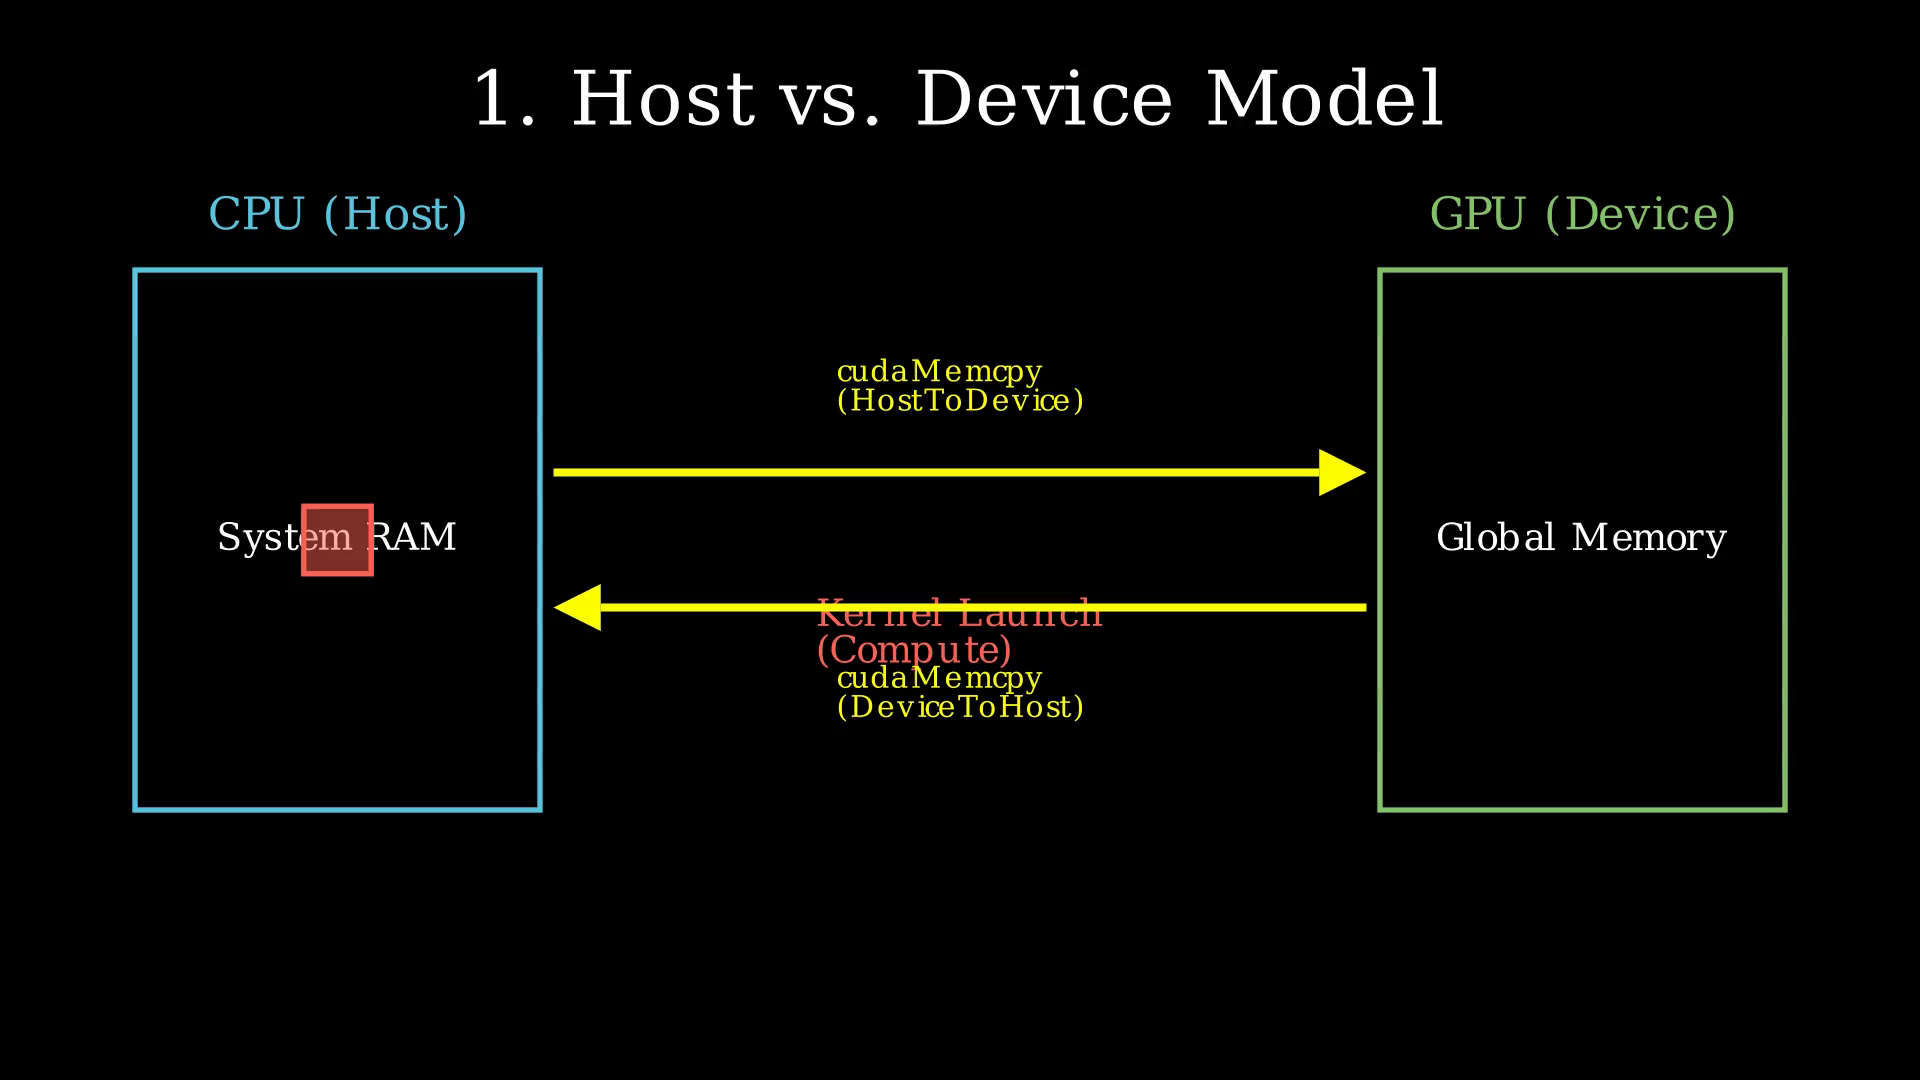 1. Host vs. Device Model
CPU (Host)
GPU (Device)
cudaMemcpy
(HostToDevice)
System RAM
Global Memory
Kernel Launch
(Compute)
cudaMemcpy
(DeviceToHost)